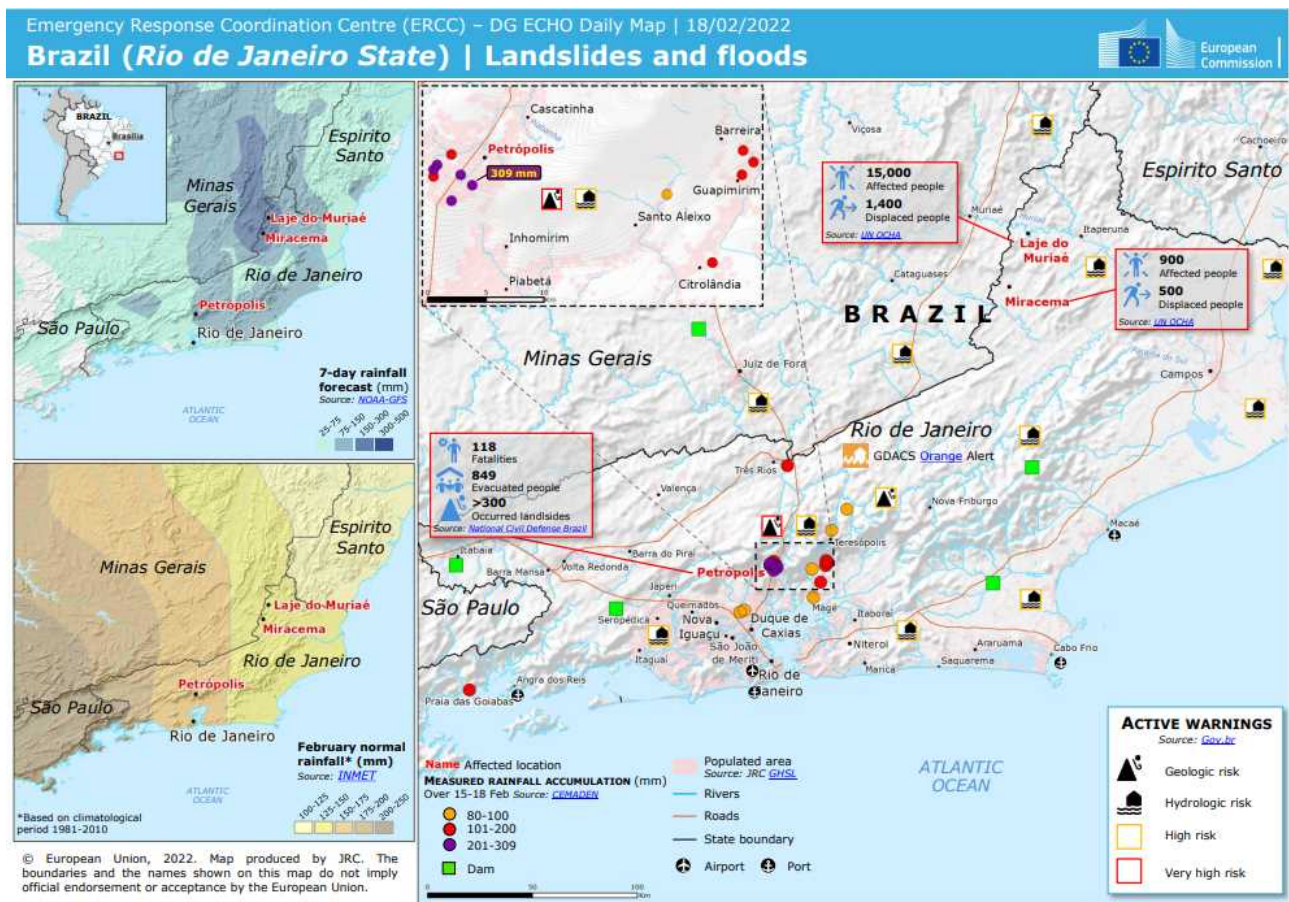 Emergency Response Coordination Centre (ERCC) – DG ECHO Daily Map | 18/02/2022
Brazil (Rio de Janeiro State) | Landslides and floods
European
Commission
BRAZIL
Brasília
Espirito
Santo
Minas
Gerais
Laje do Muriaé
Miracema
Rio de Janeiro
Petrópolis
São Paulo
Rio de Janeiro
7-day rainfall
forecast (mm)
Source: NOAA-GFS
ATLANTIC
OCEAN
25-75
75-150
150-300
300-500
Espirito
Santo
Minas Gerais
Laje do Muriaé
Miracema
Rio de Janeiro
Petrópolis
São Paulo
Rio de Janeiro
February normal
rainfall* (mm)
Source: INMET
ATLANTIC
OCEAN
*Based on climatological
period 1981-2010
100-125
125-150
150-175
175-200
200-250
© European Union, 2022. Map produced by JRC. The
boundaries and the names shown on this map do not imply
official endorsement or acceptance by the European Union.
Cascatinha
Barreira
Petrópolis
309 mm
Guapimirim
Santo Aleixo
Inhomirim
Piabetá
Citrolândia
5
10
km
Viçosa
Cachoeiro
Espirito Santo
15,000
Affected people
1,400
Displaced people
Source: UN OCHA
Muriaé
Muriaé
Itaperuna
Laje do
Muriaé
900
Affected people
500
Displaced people
Source: UN OCHA
Cataguases
Miracema
BRAZIL
Minas Gerais
Juiz de Fora
Campos
Rio de Janeiro
GDACS Orange Alert
118
Fatalities
849
Evacuated people
>300
Occurred landlsides
Source: National Civil Defense Brazil
Três Rios
Valença
Nova Friburgo
Macaé
Teresópolis
Itabaia
Barra do Pirai
Volta Redonda
Barra Mansa
Petrópolis
Japeri
São Paulo
Seropédica
Queimados
Nova
Iguaçu
Duque de
Caxias
Magé
Itaboraí
São João
de Meriti
Niterol
Itaguaí
Araruama
Cabo Frio
Saquarema
Marica
Rio de
Janeiro
Angra dos Reis
Praia das Goiabas
ATLANTIC
OCEAN
Name Affected location
MEASURED RAINFALL ACCUMULATION (mm)
Over 15-18 Feb Source: CEMADEN
80-100
101-200
201-309
Dam
Populated area
Source: JRC GHSL
Rivers
Roads
State boundary
Airport
Port
0
50
100
Km
ACTIVE WARNINGS
Source: Gov.br
Geologic risk
Hydrologic risk
High risk
Very high risk